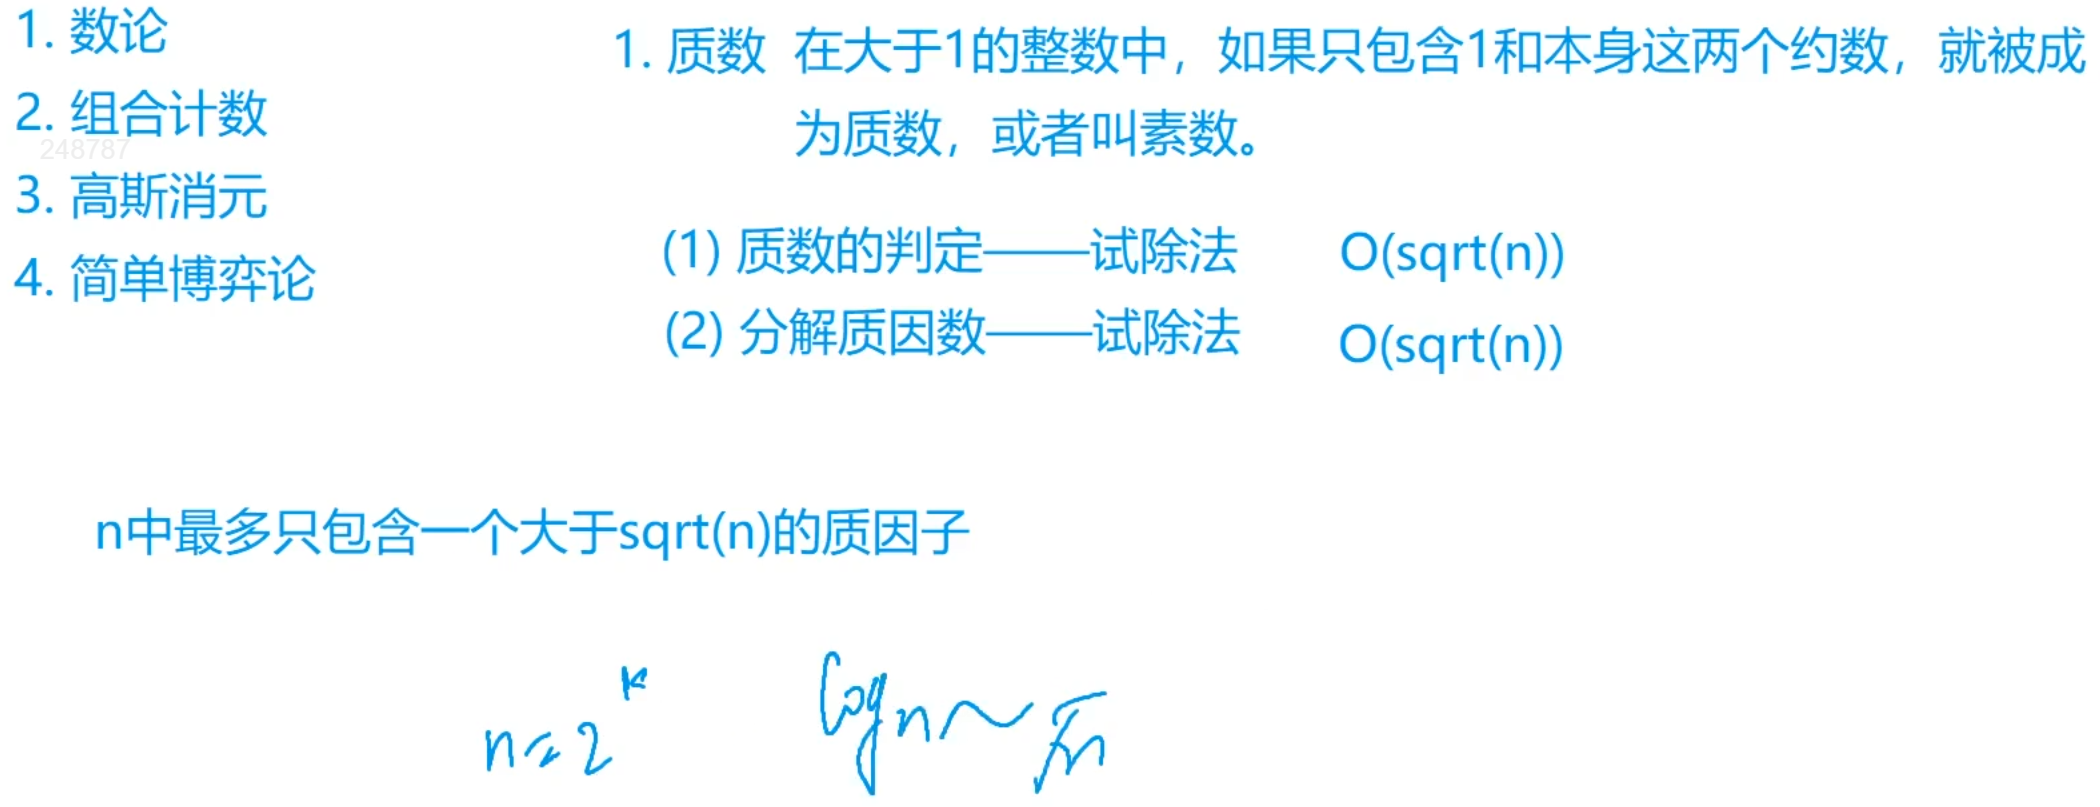 1. 数论
2. 组合计数
248787
3. 高斯消元
4. 简单博弈论
1. 质数 在大于1的整数中，如果只包含1和本身这两个约数，就被成
为质数，或者叫素数。
(1) 质数的判定——试除法 O(sqrt(n))
(2) 分解质因数——试除法 O(sqrt(n))
n中最多只包含一个大于sqrt(n)的质因子
n=2^k log n ~ √n